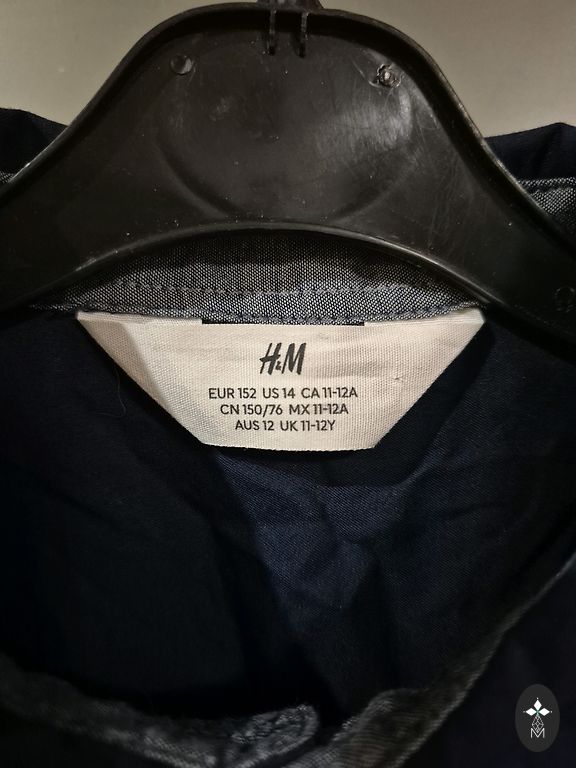 H&M
EUR 152 US 14 CA 11-12A
CN 150/76 MX 11-12A
AUS 12 UK 11-12Y
M